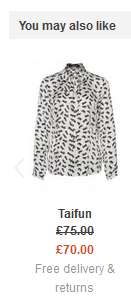 You may also like
Taifun
£75.00
£70.00
Free delivery &
returns